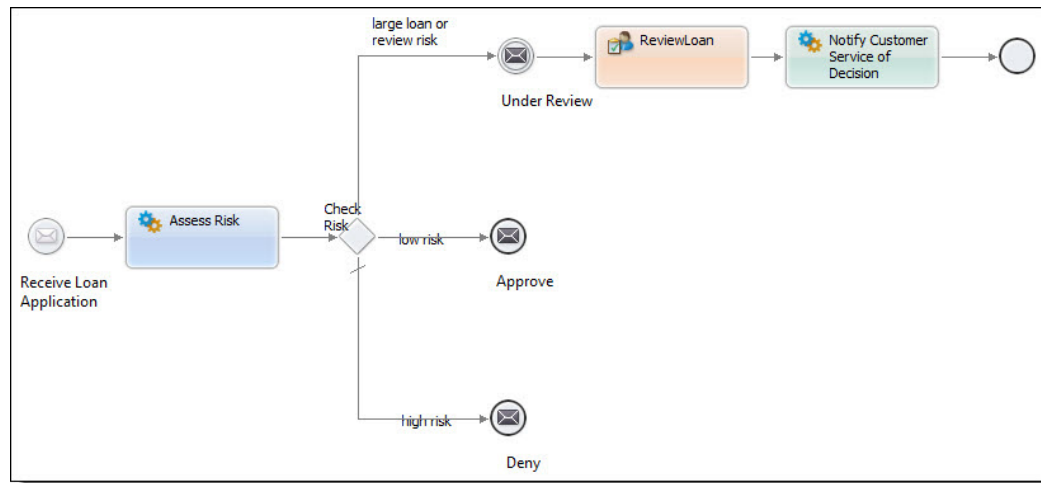 large loan or
review risk
ReviewLoan
Notify Customer
Service of
Decision
Under Review
Check
Risk
Assess Risk
low risk
Receive Loan
Application
Approve
high risk
Deny